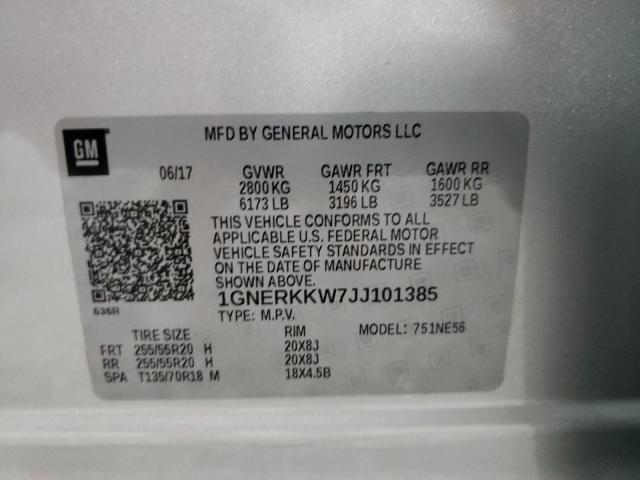 GM
MFD BY GENERAL MOTORS LLC
06/17 GVWR GAWR FRT GAWR RR
2800 KG 1450 KG 1600 KG
6173 LB 3196 LB 3527 LB
THIS VEHICLE CONFORMS TO ALL
APPLICABLE U.S. FEDERAL MOTOR
VEHICLE SAFETY STANDARDS IN EFFECT
ON THE DATE OF MANUFACTURE
SHOWN ABOVE.
1GNERKKW7JJ101385
636R
TYPE: M.P.V.
TIRE SIZE RIM MODEL: 751NE56
FRT 255/55R20 H 20X8J
RR 255/55R20 H 20X8J
SPA T135/70R18 M 18X4.5B